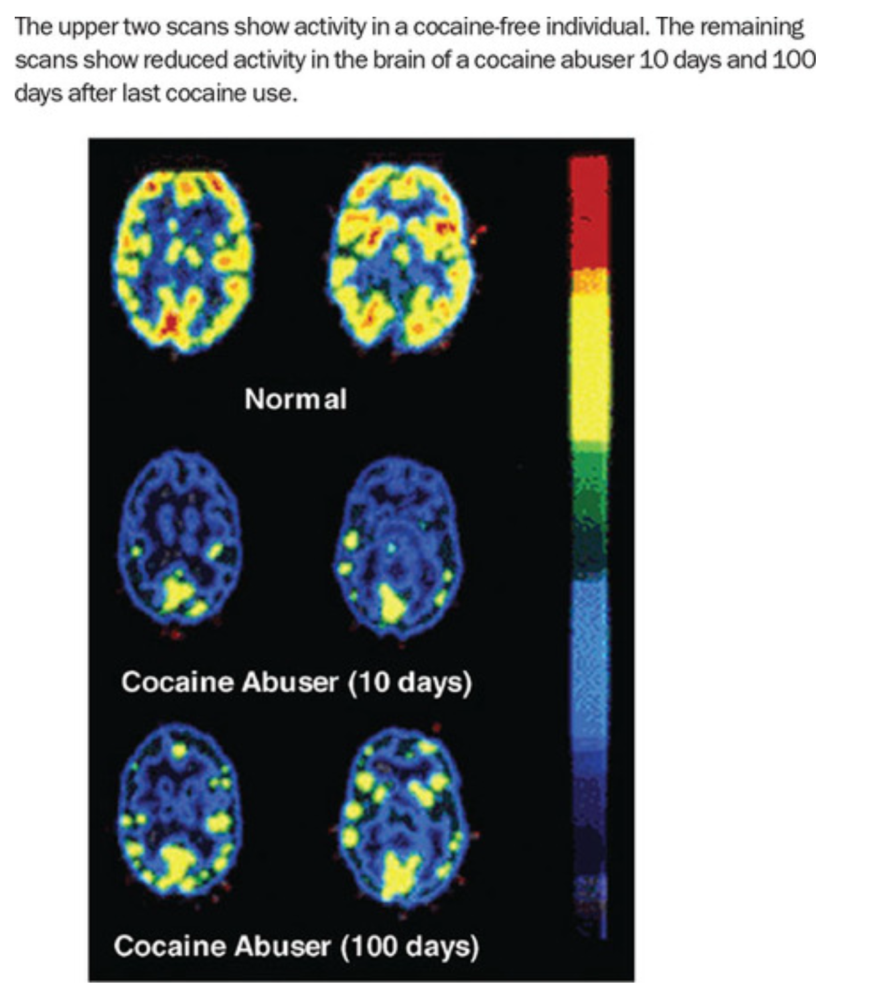 The upper two scans show activity in a cocaine-free individual. The remaining
scans show reduced activity in the brain of a cocaine abuser 10 days and 100
days after last cocaine use.
Normal
Cocaine Abuser (10 days)
Cocaine Abuser (100 days)